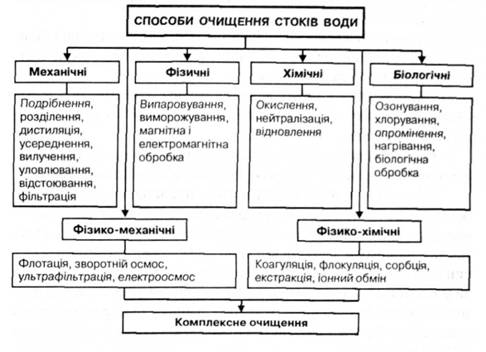 СПОСОБИ ОЧИЩЕННЯ СТОКІВ ВОДИ
Механічні
Фізичні
Хімічні
Біологічні
Подрібнення,
розділення,
дистиляція,
усереднення,
вилучення,
уловлювання,
відстоювання,
фільтрація
Випаровування,
виморожування,
магнітна і
електромагнітна
обробка
Окислення,
нейтралізація,
відновлення
Озонування,
хлорування,
опромінення,
нагрівання,
біологічна
обробка
Фізико-механічні
Фізико-хімічні
Флотація, зворотній осмос,
ультрафільтрація, електроосмос
Коагуляція, флокуляція, сорбція,
екстракція, іонний обмін
Комплексне очищення